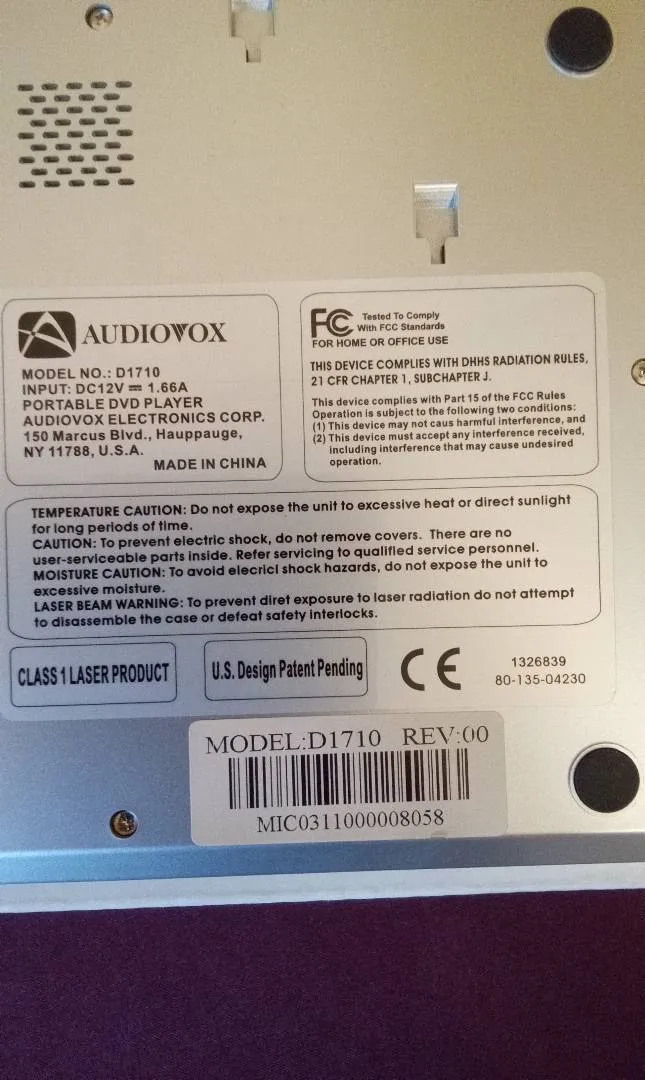 AUDIOVOX
MODEL NO.: D1710
INPUT: DC12V ⎓ 1.66A
PORTABLE DVD PLAYER
AUDIOVOX ELECTRONICS CORP.
150 Marcus Blvd., Hauppauge,
NY 11788, U.S.A.
MADE IN CHINA
FC Tested To Comply
With FCC Standards
FOR HOME OR OFFICE USE
THIS DEVICE COMPLIES WITH DHHS RADIATION RULES,
21 CFR CHAPTER 1, SUBCHAPTER J.
This device complies with Part 15 of the FCC Rules
Operation is subject to the following two conditions:
(1) This device may not caus harmful interference, and
(2) This device must accept any interference received,
including interference that may cause undesired
operation.
TEMPERATURE CAUTION: Do not expose the unit to excessive heat or direct sunlight
for long periods of time.
CAUTION: To prevent electric shock, do not remove covers. There are no
user-serviceable parts inside. Refer servicing to qualified service personnel.
MOISTURE CAUTION: To avoid elecricl shock hazards, do not expose the unit to
excessive moisture.
LASER BEAM WARNING: To prevent diret exposure to laser radiation do not attempt
to disassemble the case or defeat safety interlocks.
CLASS 1 LASER PRODUCT
U.S. Design Patent Pending
CE
1326839
80-135-04230
MODEL:D1710 REV:00
MIC0311000008058